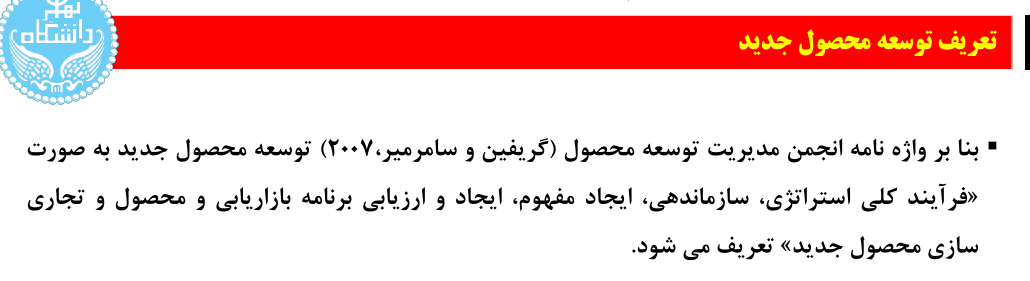 دانشگاه
تهران
تعریف توسعه محصول جدید
▪ بنا بر واژه نامه انجمن مدیریت توسعه محصول (گریفین و سامرمیر،۲۰۰۷) توسعه محصول جدید به صورت
«فرآیند کلی استراتژی، سازماندهی، ایجاد مفهوم، ایجاد و ارزیابی برنامه بازاریابی و محصول و تجاری
سازی محصول جدید» تعریف می شود.